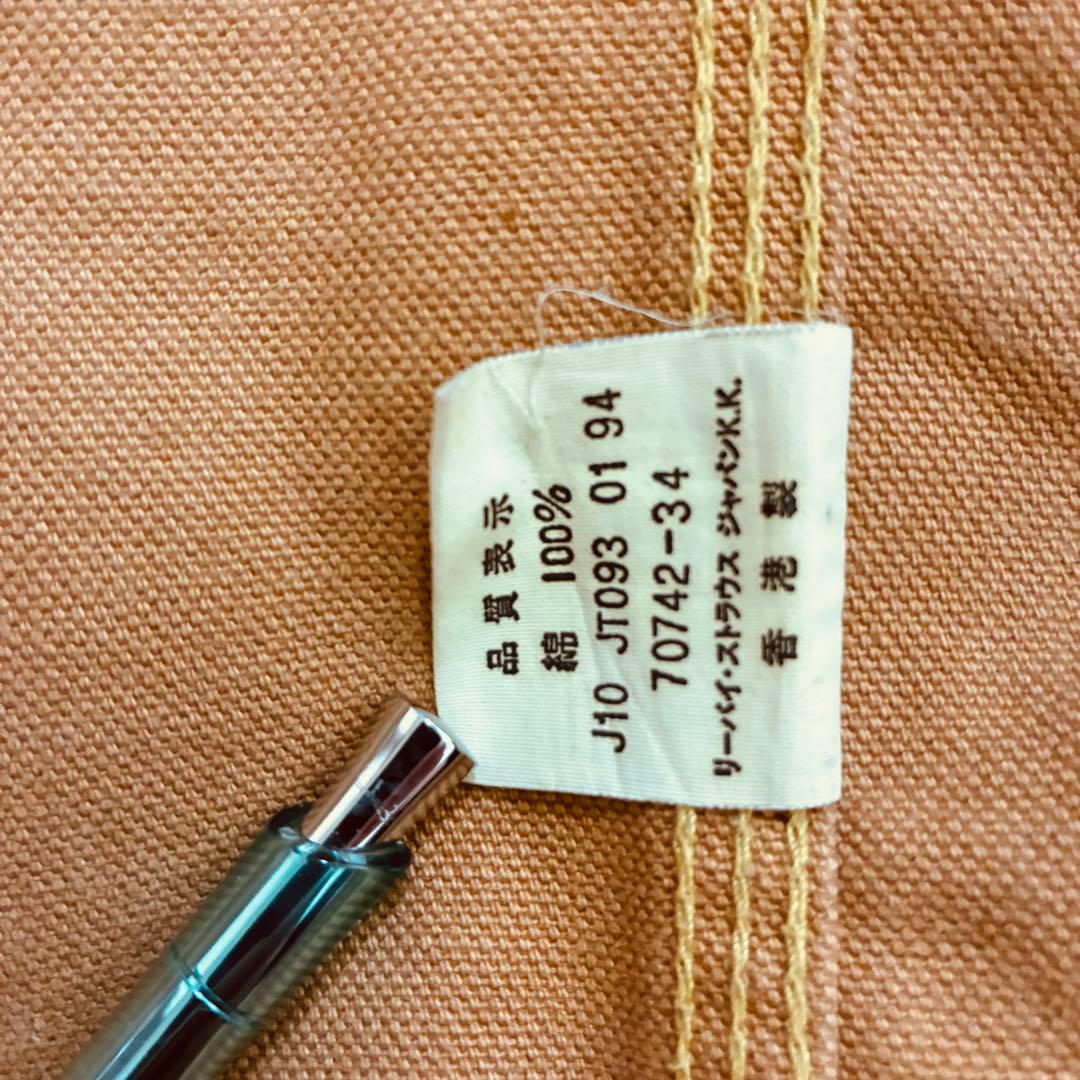 品質表示
綿 100%
J10 JT093 01 94
70742-34
リーバイ・ストラウス ジャパンK.K.
香港製